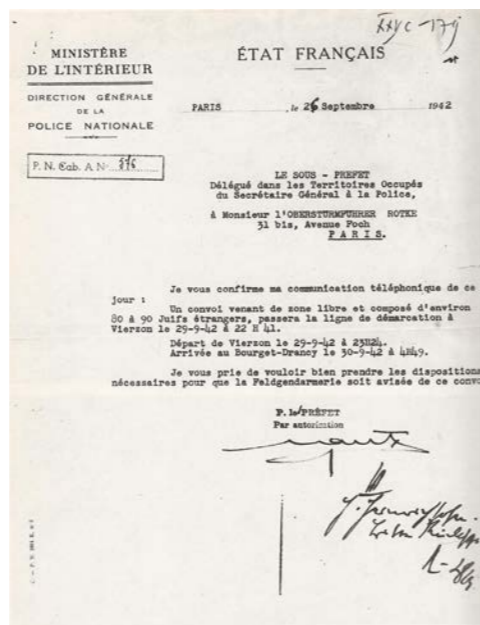 XXVC-179
MINISTÈRE
DE L'INTÉRIEUR
DIRECTION GÉNÉRALE
DE LA
POLICE NATIONALE
P. N. Cab. A Nº 576
ÉTAT FRANÇAIS
PARIS , le 26 Septembre 1942
LE SOUS - PREFET
Délégué dans les Territoires Occupés
du Secrétaire Général à la Police,
à Monsieur l'OBERSTURMFUHRER ROTKE
31 bis, Avenue Foch
PARIS.
Je vous confirme ma communication téléphonique de ce
jour :
Un convoi venant de zone libre et composé d'environ
80 à 90 Juifs étrangers, passera la ligne de démarcation à
Vierzon le 29-9-42 à 22 H 41.
Départ de Vierzon le 29-9-42 à 23H24.
Arrivée au Bourget-Drancy le 30-9-42 à 4H49.
Je vous prie de vouloir bien prendre les dispositions
nécessaires pour que la Feldgendarmerie soit avisée de ce convo
P. le PRÉFET
Par autorisation